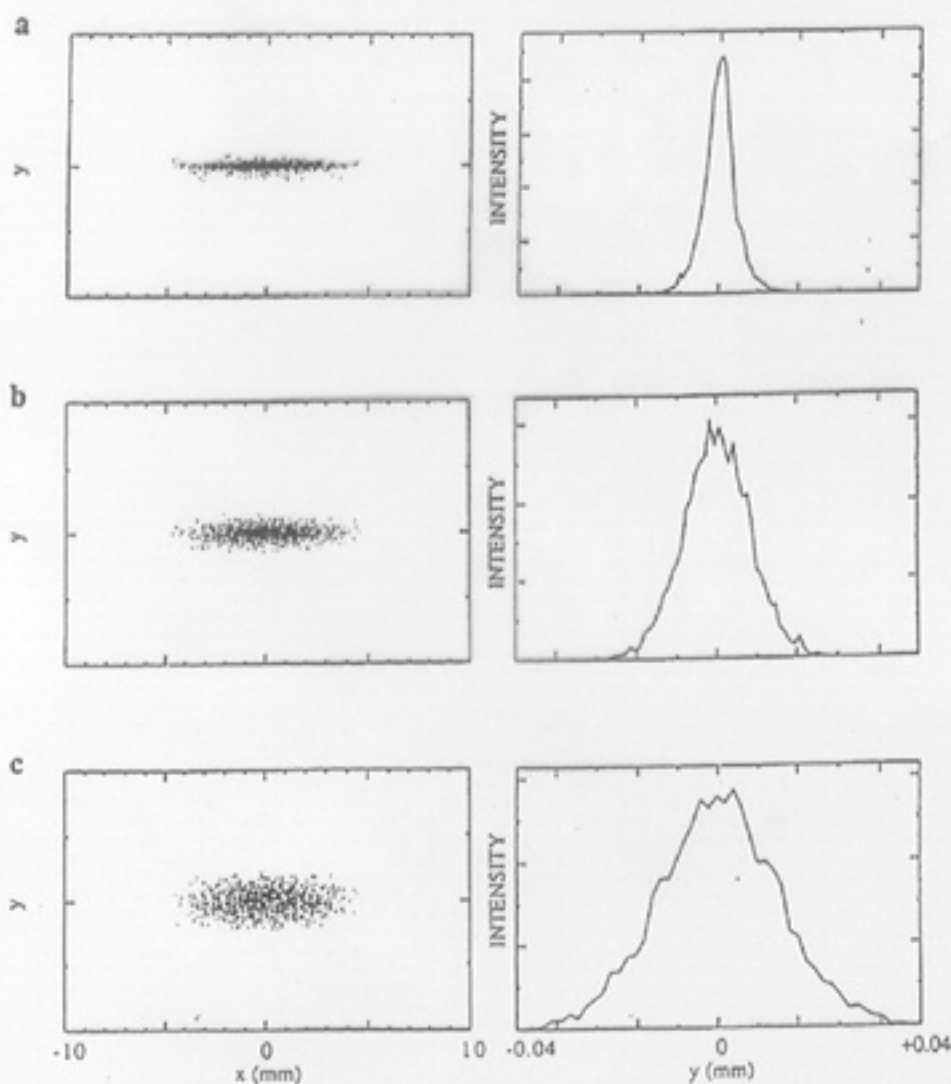 a
y
INTENSITY
b
y
INTENSITY
c
y
INTENSITY
-10 0 10
x (mm)
-0.04 0 +0.04
y (mm)